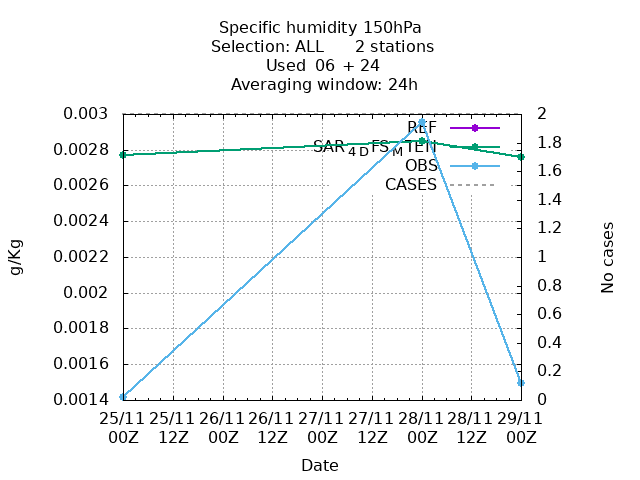 Specific humidity 150hPa
Selection: ALL 2 stations
Used 06 + 24
Averaging window: 24h
0.003
0.0028
0.0026
0.0024
0.0022
0.002
0.0018
0.0016
0.0014
g/Kg
2
1.8
1.6
1.4
1.2
1
0.8
0.6
0.4
0.2
0
No cases
REF
SAR 4DFS MTEN
OBS
CASES
25/11 25/11 26/11 26/11 27/11 27/11 28/11 28/11 29/11
00Z 12Z 00Z 12Z 00Z 12Z 00Z 12Z 00Z
Date